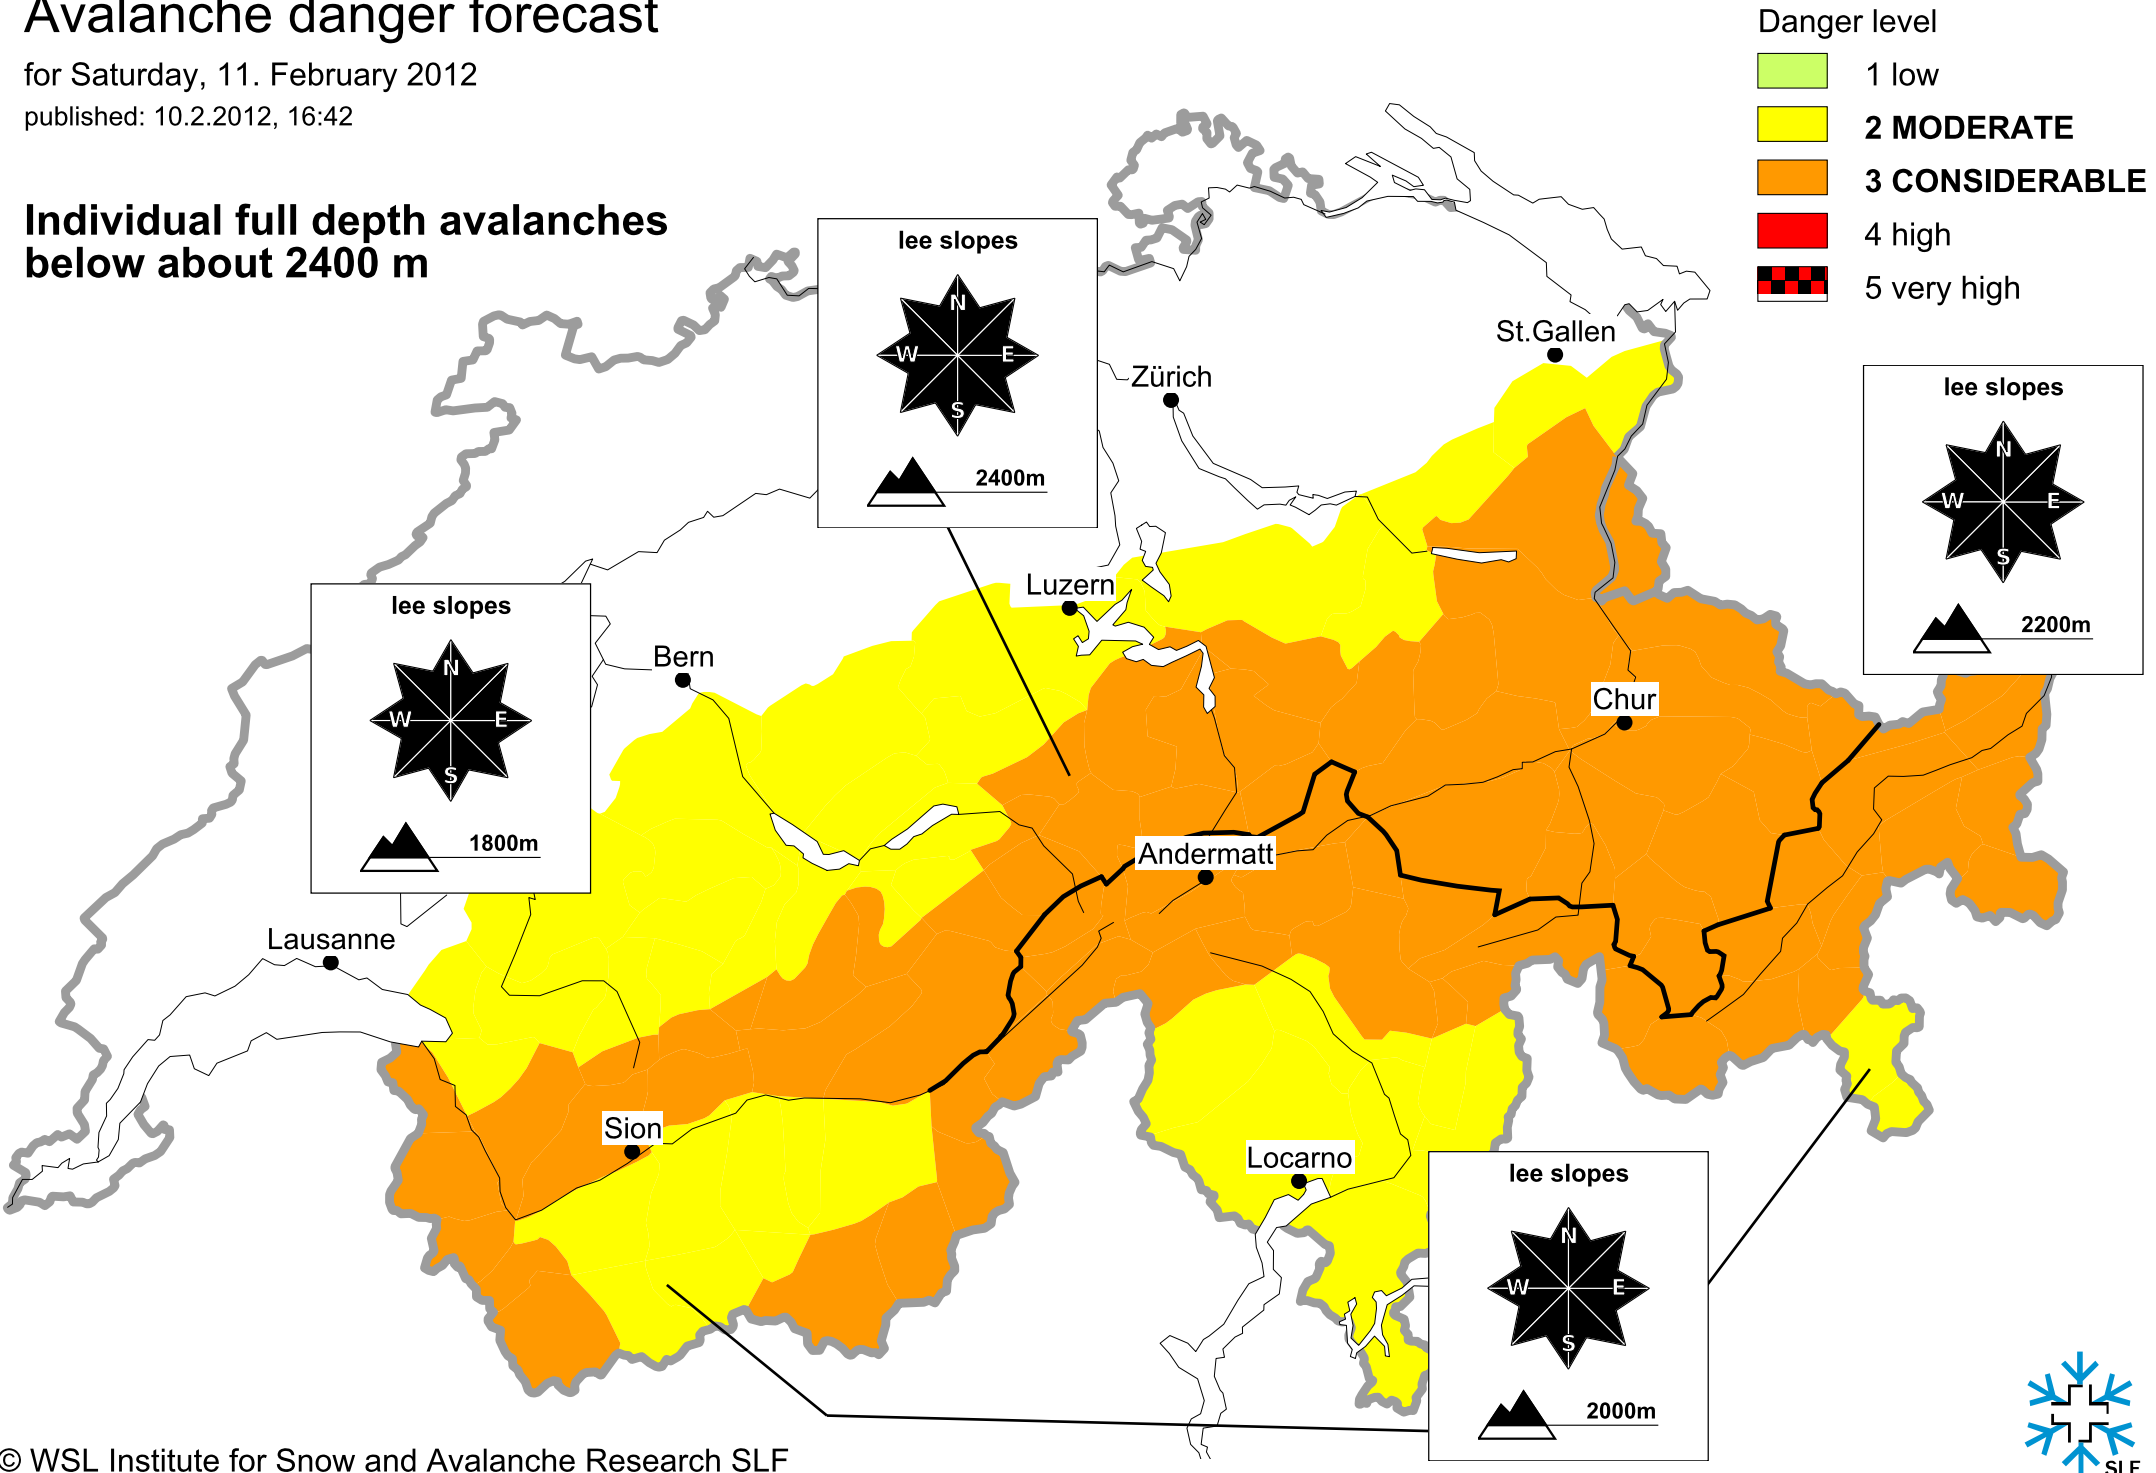 Avalanche danger forecast
for Saturday, 11. February 2012
published: 10.2.2012, 16:42
Individual full depth avalanches
below about 2400 m
Danger level
1 low
2 MODERATE
3 CONSIDERABLE
4 high
5 very high
lee slopes
N
W E
S
2400m
St.Gallen
Zürich
lee slopes
N
W E
S
2200m
lee slopes
N
W E
S
1800m
Luzern
Bern
Chur
Andermatt
Lausanne
Sion
Locarno
lee slopes
N
W E
S
2000m
© WSL Institute for Snow and Avalanche Research SLF
SLF